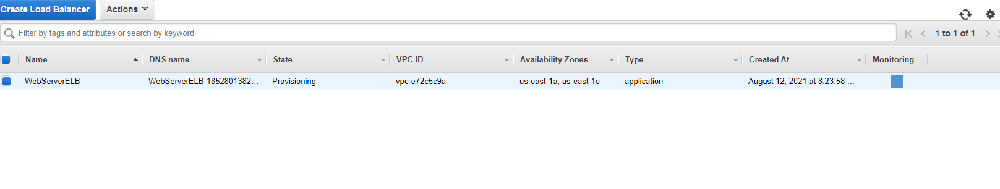 Create Load Balancer Actions
Filter by tags and attributes or search by keyword 1 to 1 of 1
Name DNS name State VPC ID Availability Zones Type Created At Monitoring
WebServerELB WebServerELB-1852801382... Provisioning vpc-e72c5c9a us-east-1a, us-east-1e application August 12, 2021 at 8:23:58 ...